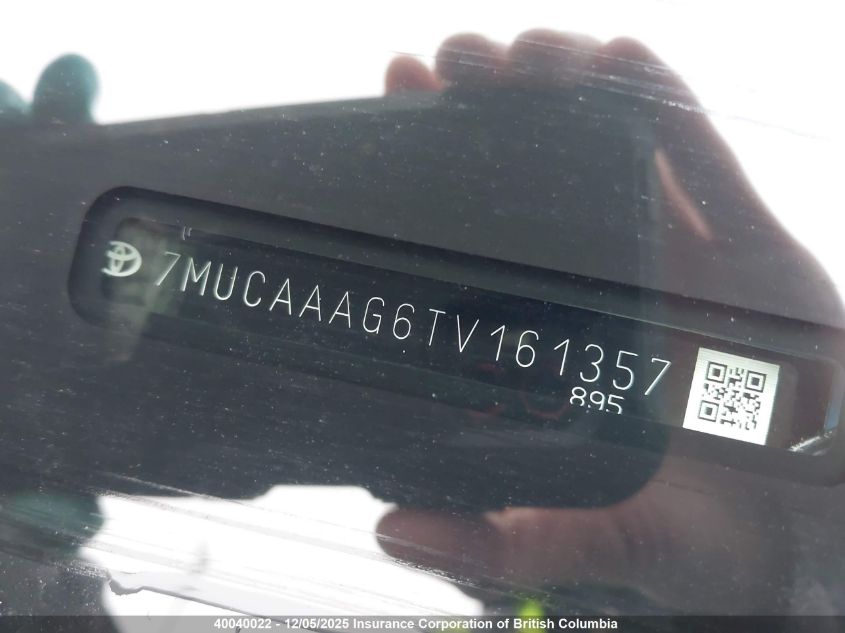 7MUCAAAG6TV161357
895
40040022 - 12/05/2025 Insurance Corporation of British Columbia